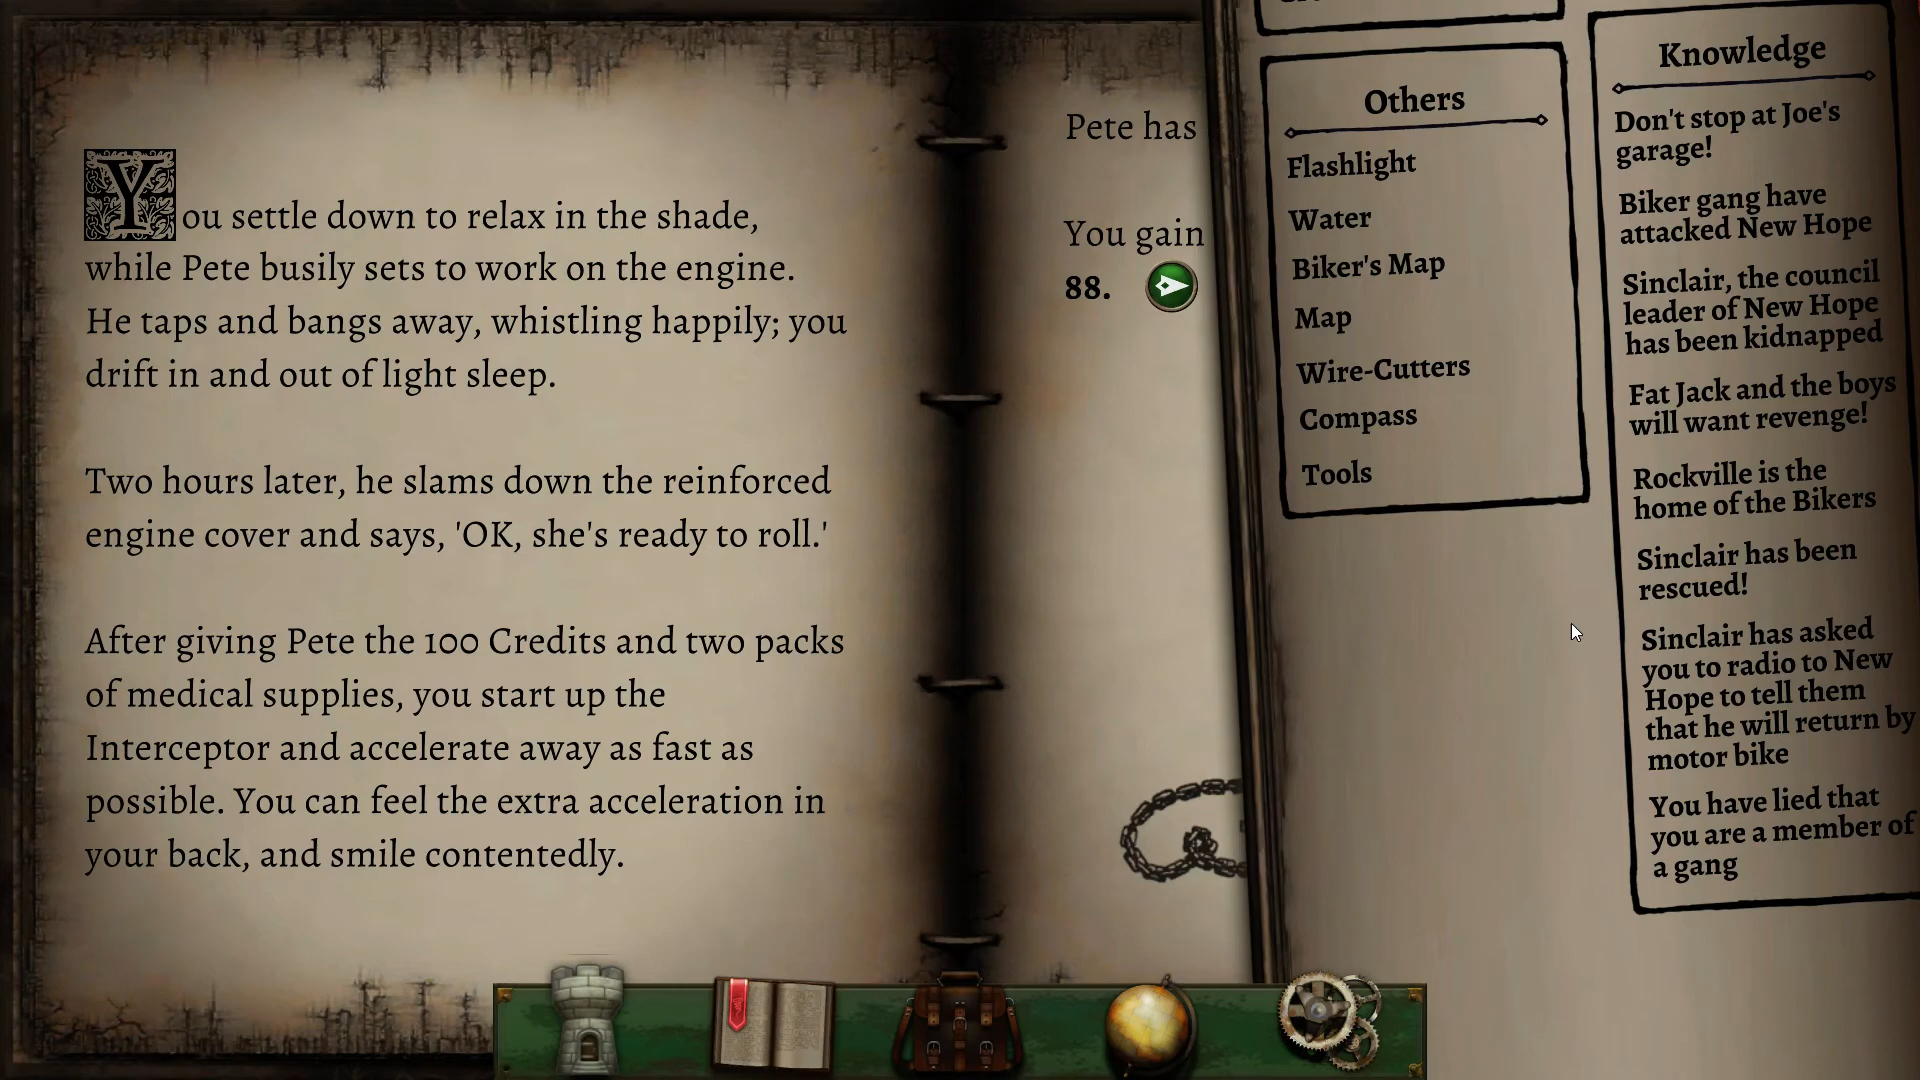 You settle down to relax in the shade,
while Pete busily sets to work on the engine.
He taps and bangs away, whistling happily; you
drift in and out of light sleep.
Two hours later, he slams down the reinforced
engine cover and says, 'OK, she's ready to roll.'
After giving Pete the 100 Credits and two packs
of medical supplies, you start up the
Interceptor and accelerate away as fast as
possible. You can feel the extra acceleration in
your back, and smile contentedly.
Pete has
You gain
88.
Others
Flashlight
Water
Biker's Map
Map
Wire-Cutters
Compass
Tools
Knowledge
Don't stop at Joe's
garage!
Biker gang have
attacked New Hope
Sinclair, the council
leader of New Hope
has been kidnapped
Fat Jack and the boys
will want revenge!
Rockville is the
home of the Bikers
Sinclair has been
rescued!
Sinclair has asked
you to radio to New
Hope to tell them
that he will return by
motor bike
You have lied that
you are a member of
a gang